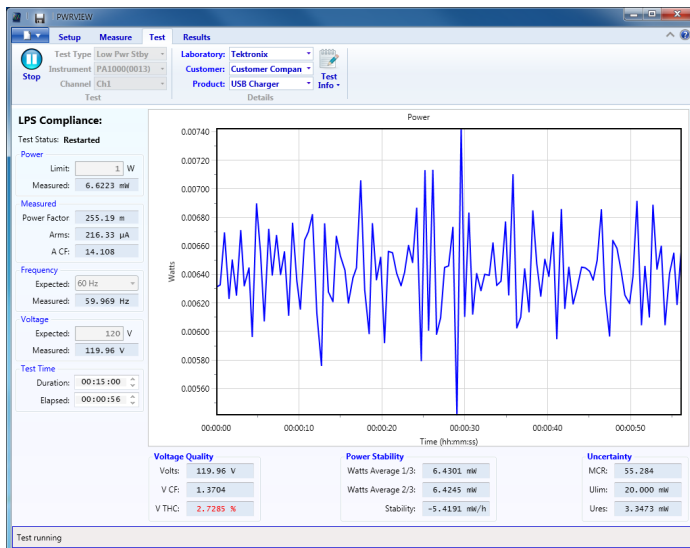 PWRVIEW
Setup Measure Test Results
Stop
Test Type Low Pwr Stby
Instrument PA1000(0013)
Channel Ch1
Test
Laboratory: Tektronix
Customer: Customer Compan
Product: USB Charger
Test Info
Details
LPS Compliance:
Test Status: Restarted
Power
Limit: 1 W
Measured: 6.6223 mW
Measured
Power Factor 255.19 m
Arms: 216.33 µA
A CF: 14.108
Frequency
Expected: 60 Hz
Measured: 59.969 Hz
Voltage
Expected: 120 V
Measured: 119.96 V
Test Time
Duration: 00:15:00
Elapsed: 00:00:56
Power
0.00740
0.00720
0.00700
0.00680
0.00660
0.00640
0.00620
0.00600
0.00580
0.00560
Watts
00:00:00 00:00:10 00:00:20 00:00:30 00:00:40 00:00:50
Time (hh:mm:ss)
Voltage Quality
Volts: 119.96 V
V CF: 1.3704
V THC: 2.7285 %
Power Stability
Watts Average 1/3: 6.4301 mW
Watts Average 2/3: 6.4245 mW
Stability: -5.4191 mW/h
Uncertainty
MCR: 55.284
Ulim: 20.000 mW
Ures: 3.3473 mW
Test running